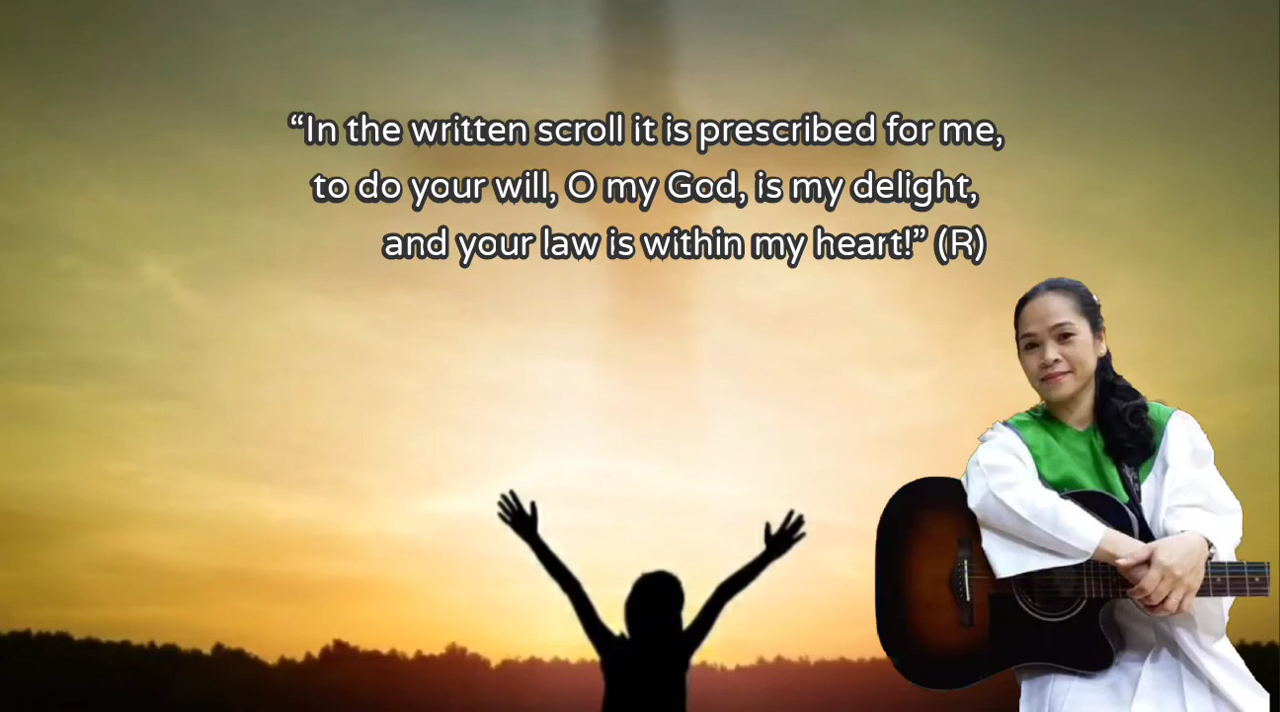 “In the written scroll it is prescribed for me,
to do your will, O my God, is my delight,
and your law is within my heart!” (R)